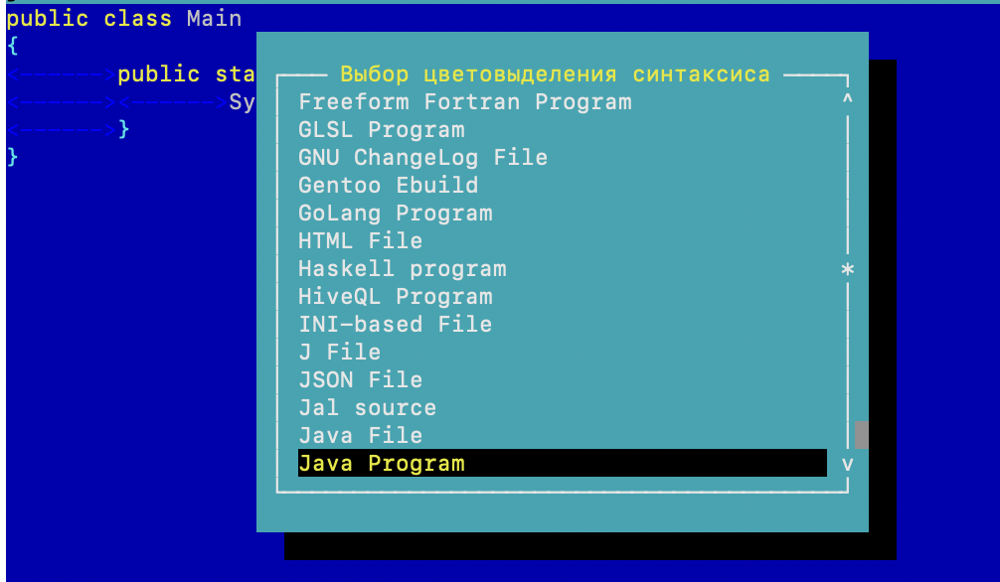 public class Main
{
<------>public sta
<------><------>Sy
<------>}
}
Выбор цветовыделения синтаксиса
Freeform Fortran Program
GLSL Program
GNU ChangeLog File
Gentoo Ebuild
GoLang Program
HTML File
Haskell program
HiveQL Program
INI-based File
J File
JSON File
Jal source
Java File
Java Program